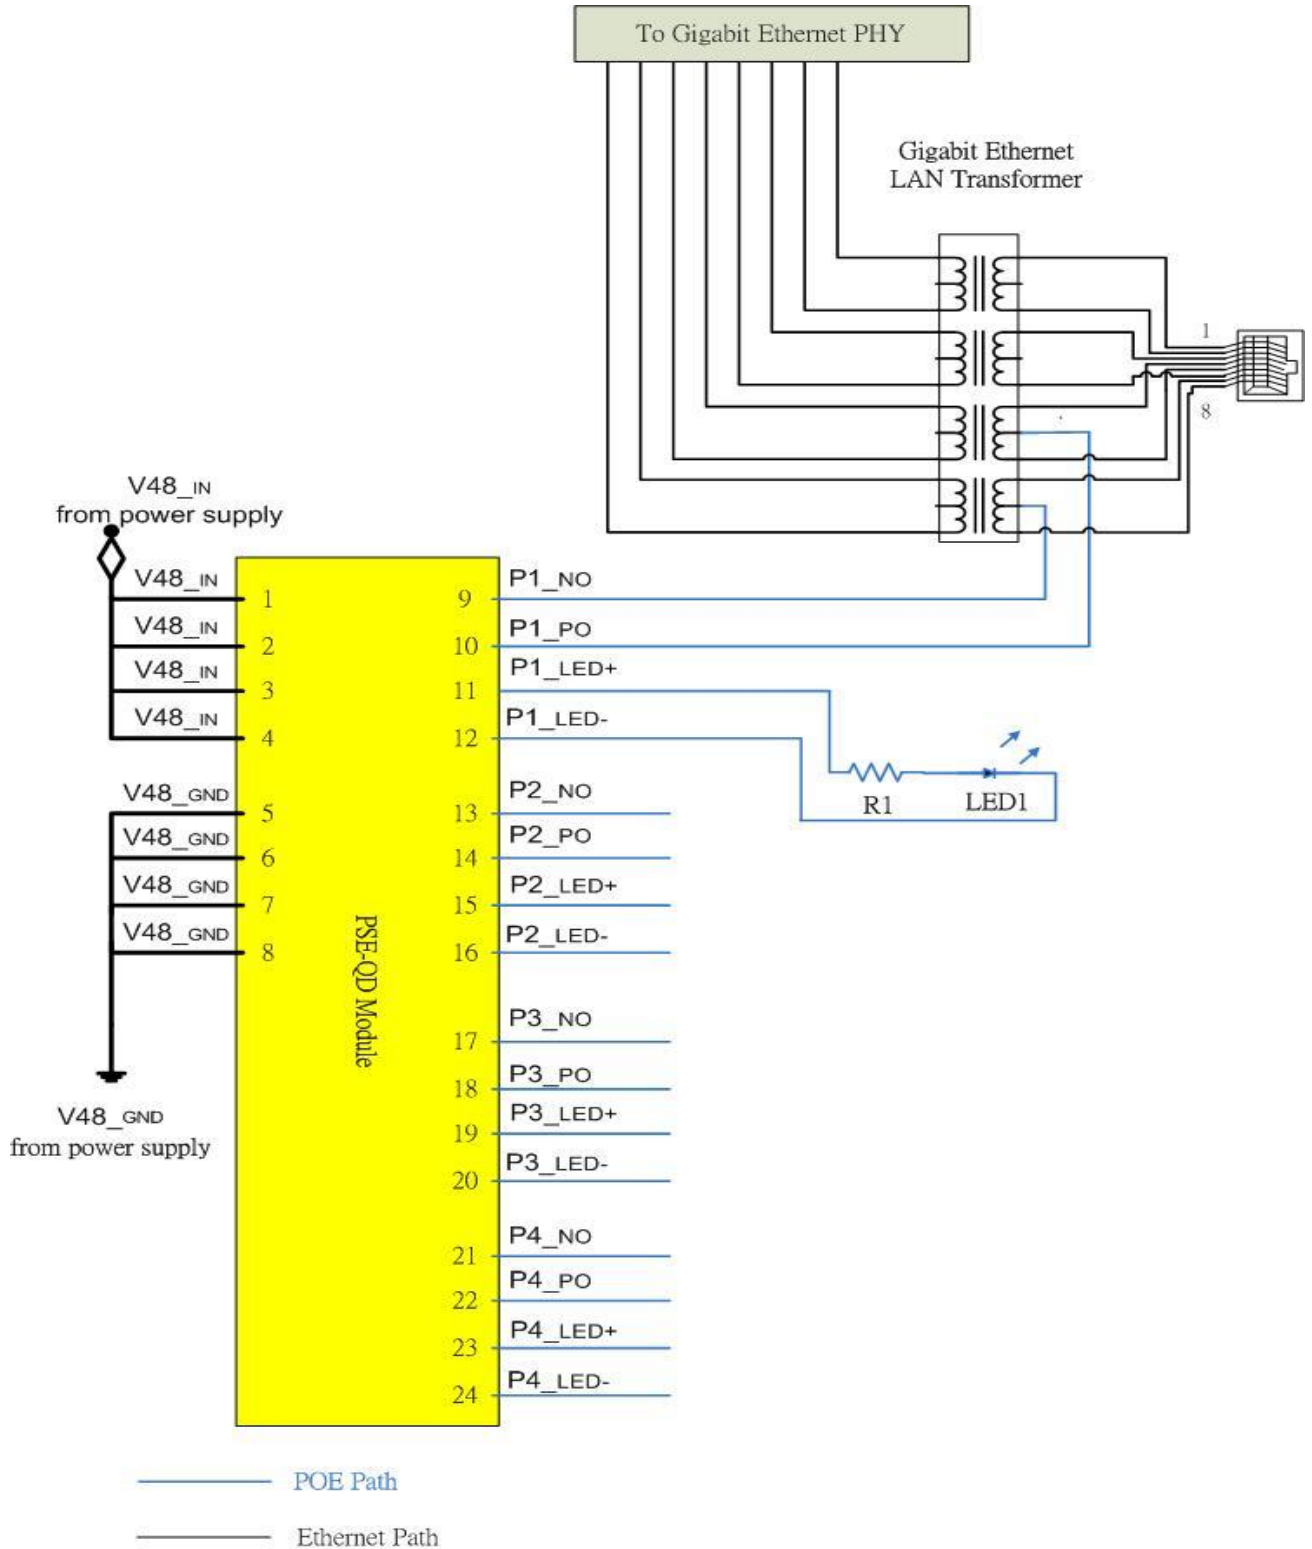 To Gigabit Ethernet PHY
Gigabit Ethernet
LAN Transformer
1
8
V48_IN
from power supply
V48_IN
1
9
P1_NO
V48_IN
2
10
P1_PO
V48_IN
3
11
P1_LED+
V48_IN
4
12
P1_LED-
R1
LED1
V48_GND
5
13
P2_NO
V48_GND
6
14
P2_PO
V48_GND
7
15
P2_LED+
V48_GND
8
16
P2_LED-
PSE-QD Module
17
P3_NO
18
P3_PO
19
P3_LED+
20
P3_LED-
V48_GND
from power supply
21
P4_NO
22
P4_PO
23
P4_LED+
24
P4_LED-
POE Path
Ethernet Path